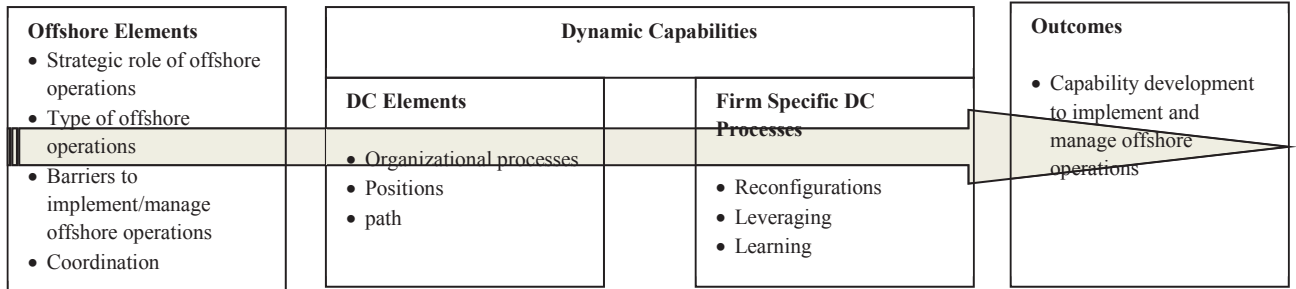 Offshore Elements
• Strategic role of offshore
operations
• Type of offshore
operations
• Barriers to
implement/manage
offshore operations
• Coordination
Dynamic Capabilities
DC Elements
• Organizational processes
• Positions
• path
Firm Specific DC
Processes
• Reconfigurations
• Leveraging
• Learning
Outcomes
• Capability development
to implement and
manage offshore
operations